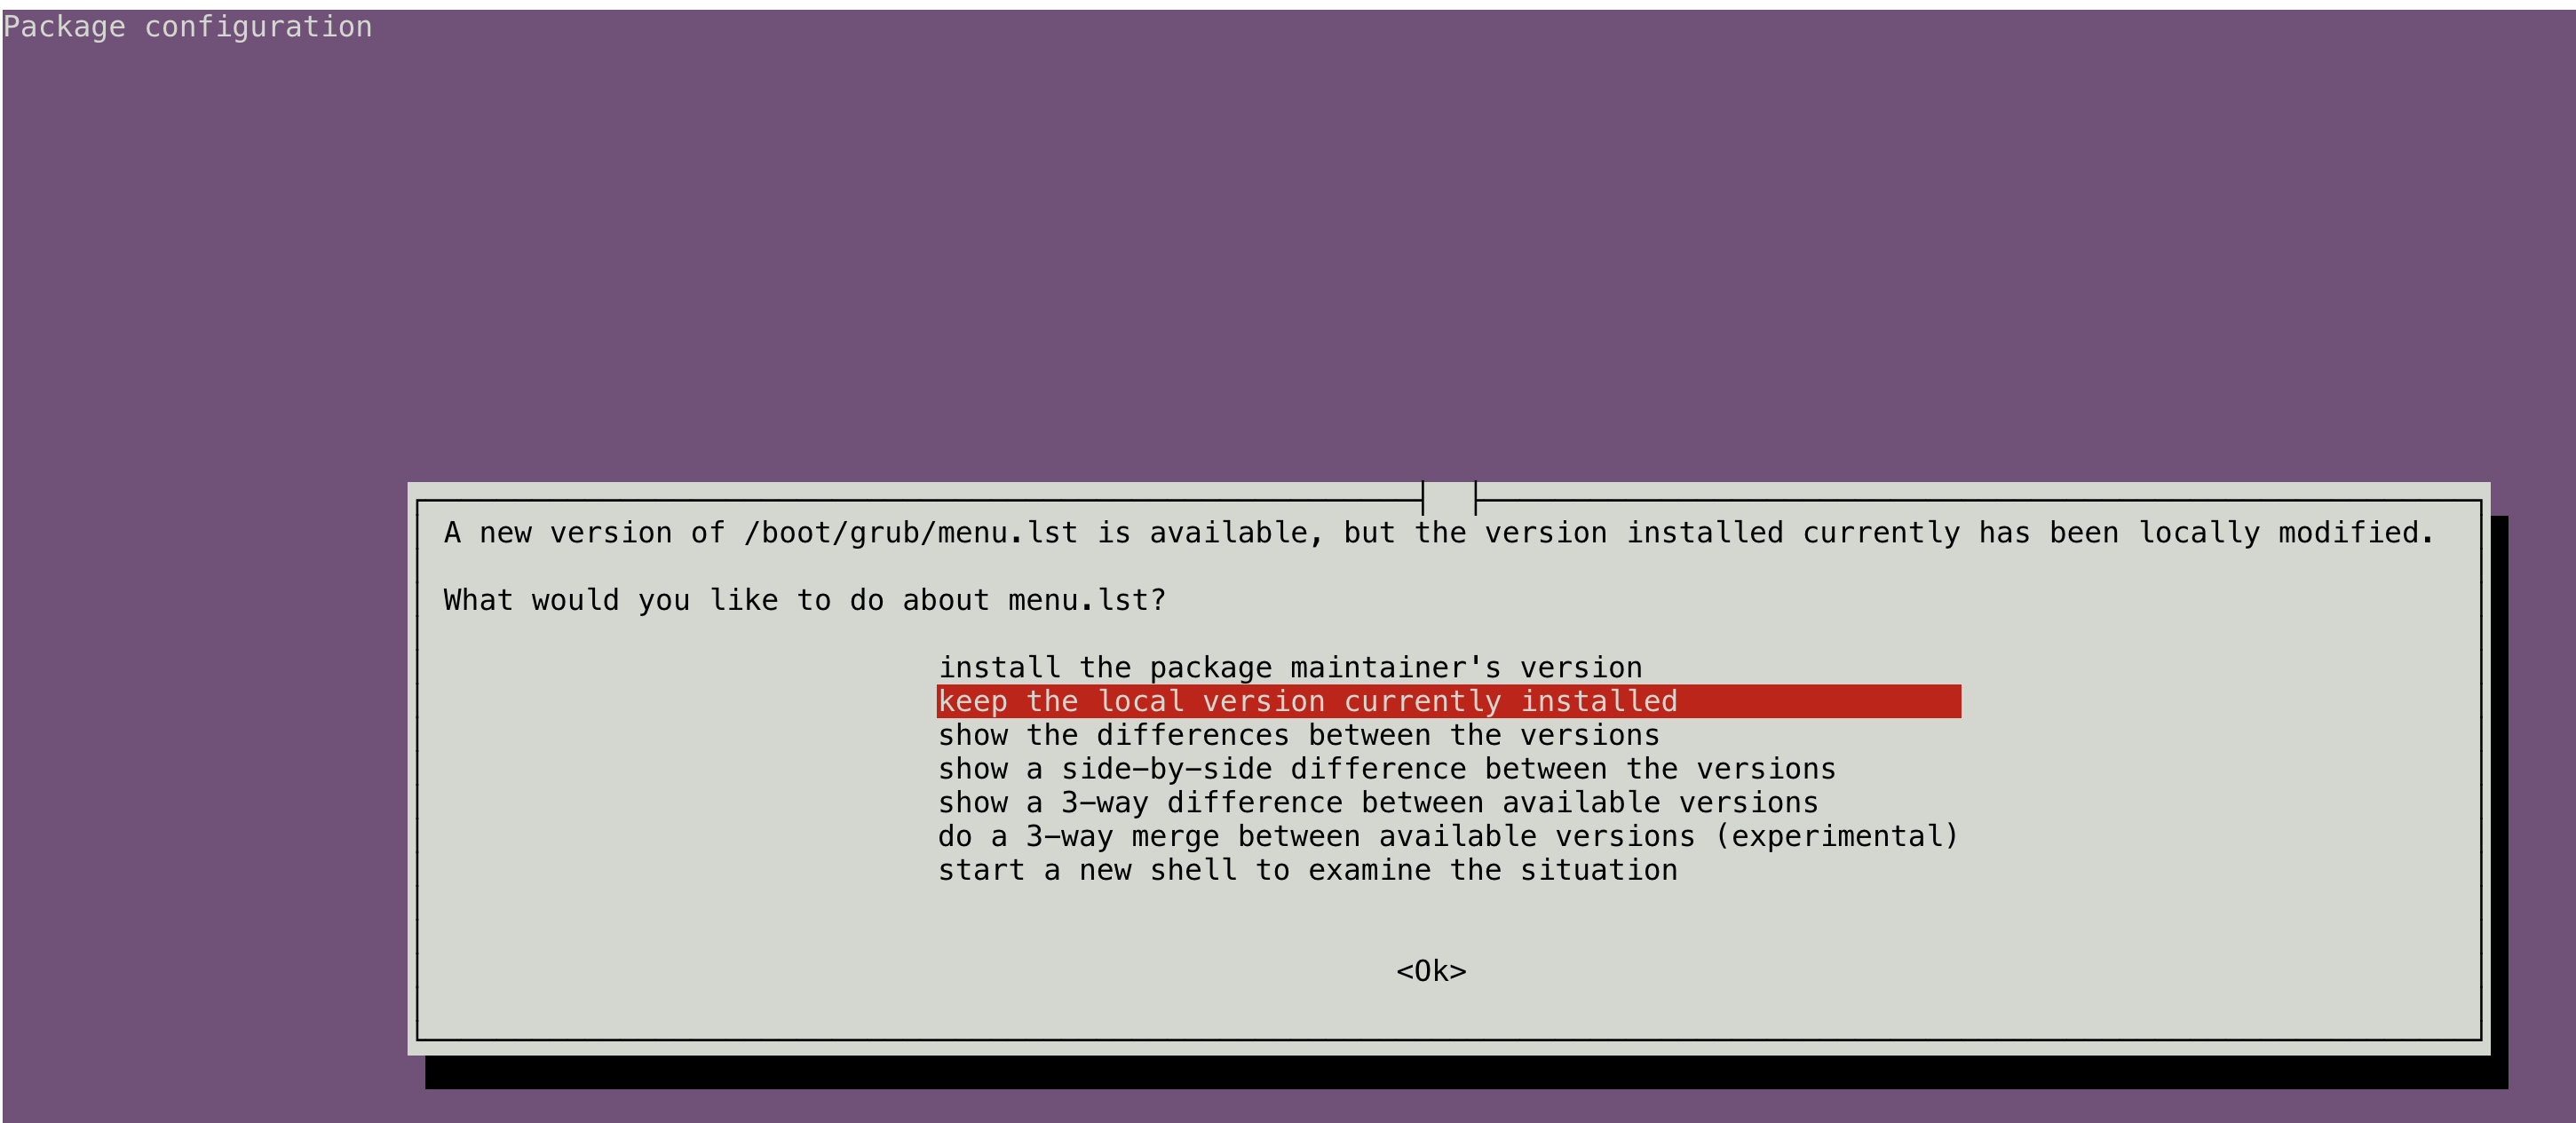 Package configuration
A new version of /boot/grub/menu.lst is available, but the version installed currently has been locally modified.
What would you like to do about menu.lst?
install the package maintainer's version
keep the local version currently installed
show the differences between the versions
show a side-by-side difference between the versions
show a 3-way difference between available versions
do a 3-way merge between available versions (experimental)
start a new shell to examine the situation
<Ok>